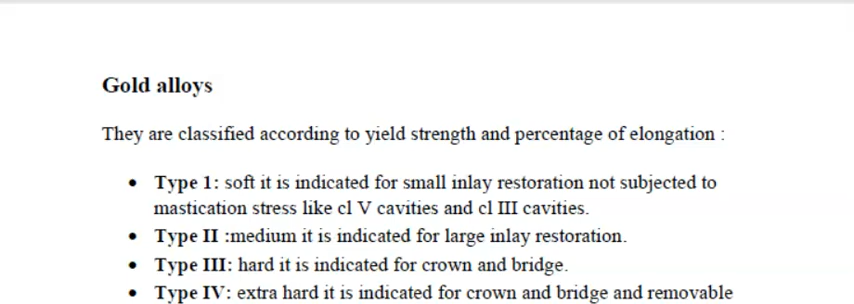 Gold alloys
They are classified according to yield strength and percentage of elongation :
• Type 1: soft it is indicated for small inlay restoration not subjected to
mastication stress like cl V cavities and cl III cavities.
• Type II :medium it is indicated for large inlay restoration.
• Type III: hard it is indicated for crown and bridge.
• Type IV: extra hard it is indicated for crown and bridge and removable